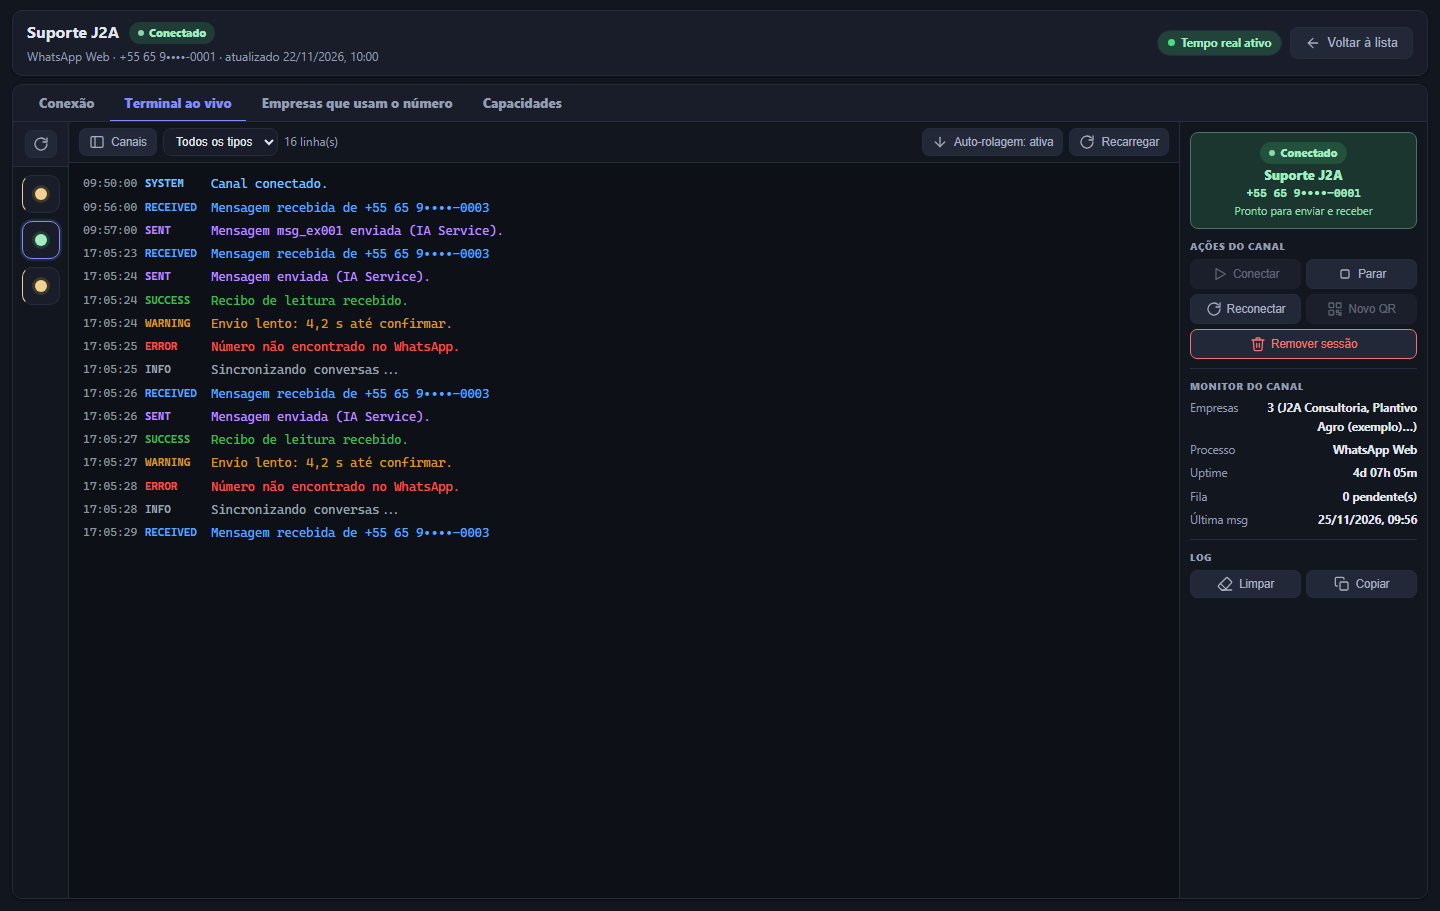 Suporte J2A
Conectado
WhatsApp Web · +55 65 9••••-0001 · atualizado 22/11/2026, 10:00
Tempo real ativo
Voltar à lista
Conexão
Terminal ao vivo
Empresas que usam o número
Capacidades
Canais
Todos os tipos
16 linha(s)
Auto-rolagem: ativa
Recarregar
09:50:00 SYSTEM Canal conectado.
09:56:00 RECEIVED Mensagem recebida de +55 65 9••••-0003
09:57:00 SENT Mensagem msg_ex001 enviada (IA Service).
17:05:23 RECEIVED Mensagem recebida de +55 65 9••••-0003
17:05:24 SENT Mensagem enviada (IA Service).
17:05:24 SUCCESS Recibo de leitura recebido.
17:05:24 WARNING Envio lento: 4,2 s até confirmar.
17:05:25 ERROR Número não encontrado no WhatsApp.
17:05:25 INFO Sincronizando conversas...
17:05:26 RECEIVED Mensagem recebida de +55 65 9••••-0003
17:05:26 SENT Mensagem enviada (IA Service).
17:05:27 SUCCESS Recibo de leitura recebido.
17:05:27 WARNING Envio lento: 4,2 s até confirmar.
17:05:28 ERROR Número não encontrado no WhatsApp.
17:05:28 INFO Sincronizando conversas...
17:05:29 RECEIVED Mensagem recebida de +55 65 9••••-0003
Conectado
Suporte J2A
+55 65 9••••-0001
Pronto para enviar e receber
AÇÕES DO CANAL
Conectar
Parar
Reconectar
Novo QR
Remover sessão
MONITOR DO CANAL
Empresas 3 (J2A Consultoria, Plantivo
Agro (exemplo)...)
Processo WhatsApp Web
Uptime 4d 07h 05m
Fila 0 pendente(s)
Última msg 25/11/2026, 09:56
LOG
Limpar
Copiar